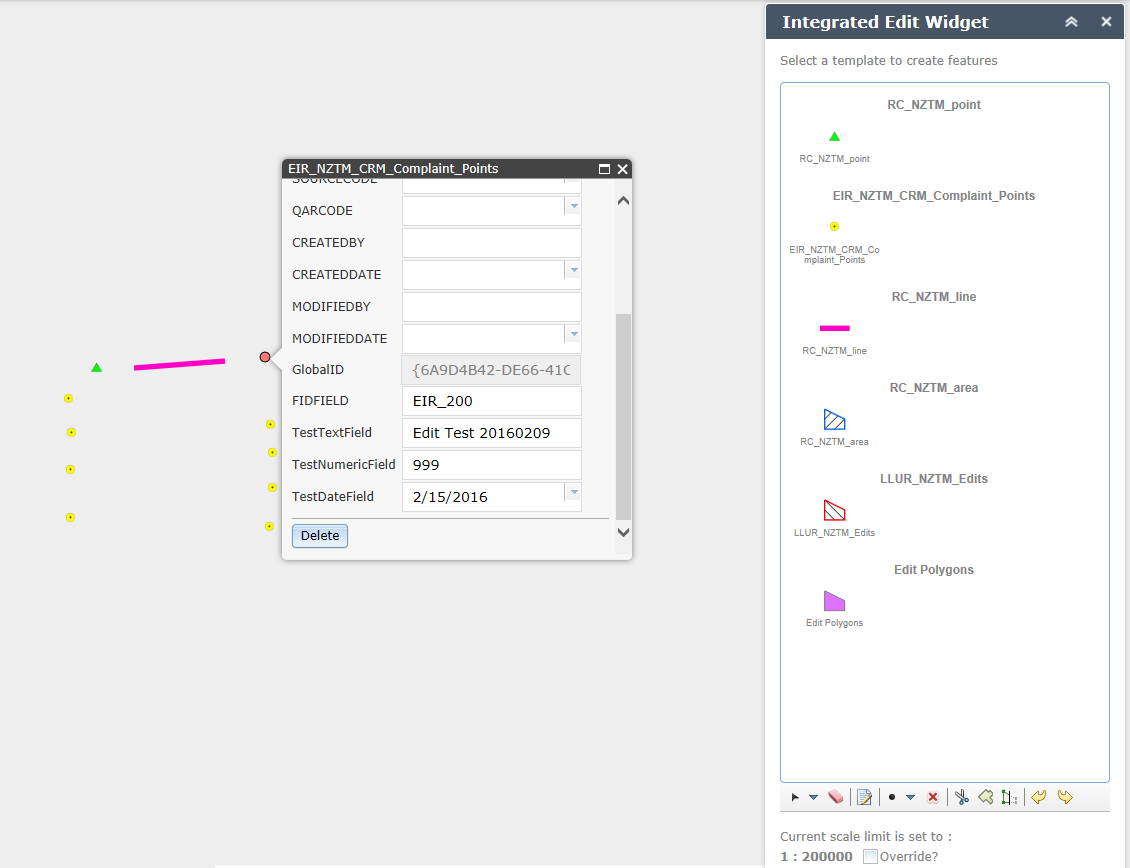 Integrated Edit Widget
Select a template to create features
RC_NZTM_point
RC_NZTM_point
EIR_NZTM_CRM_Complaint_Points
EIR_NZTM_CRM_Co
mplaint_Points
RC_NZTM_line
RC_NZTM_line
RC_NZTM_area
RC_NZTM_area
LLUR_NZTM_Edits
LLUR_NZTM_Edits
Edit Polygons
Edit Polygons
Current scale limit is set to :
1 : 200000 Override?
EIR_NZTM_CRM_Complaint_Points
SOURCECODE
QARCODE
CREATEDBY
CREATEDDATE
MODIFIEDBY
MODIFIEDDATE
GlobalID {6A9D4B42-DE66-41C
FIDFIELD EIR_200
TestTextField Edit Test 20160209
TestNumericField 999
TestDateField 2/15/2016
Delete